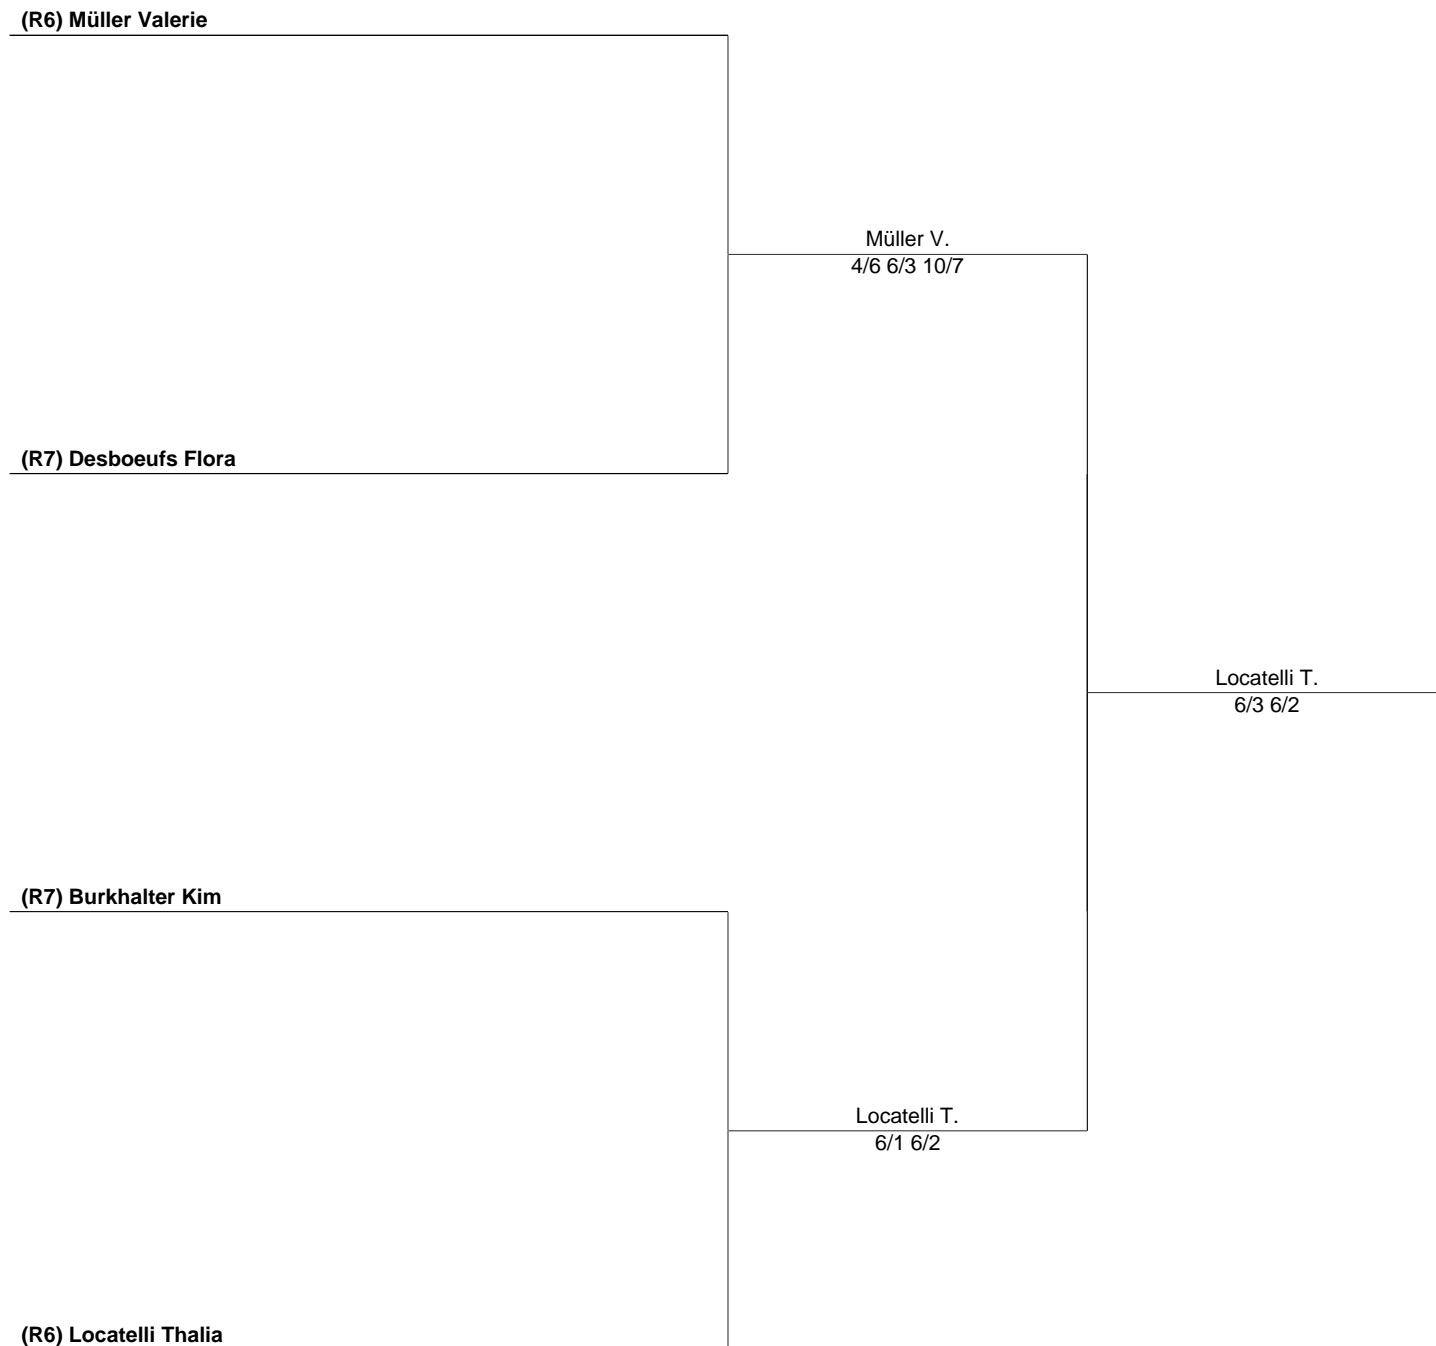 (R6) Müller Valerie
Müller V.
4/6 6/3 10/7
(R7) Desboeufs Flora
Locatelli T.
6/3 6/2
(R7) Burkhalter Kim
Locatelli T.
6/1 6/2
(R6) Locatelli Thalia